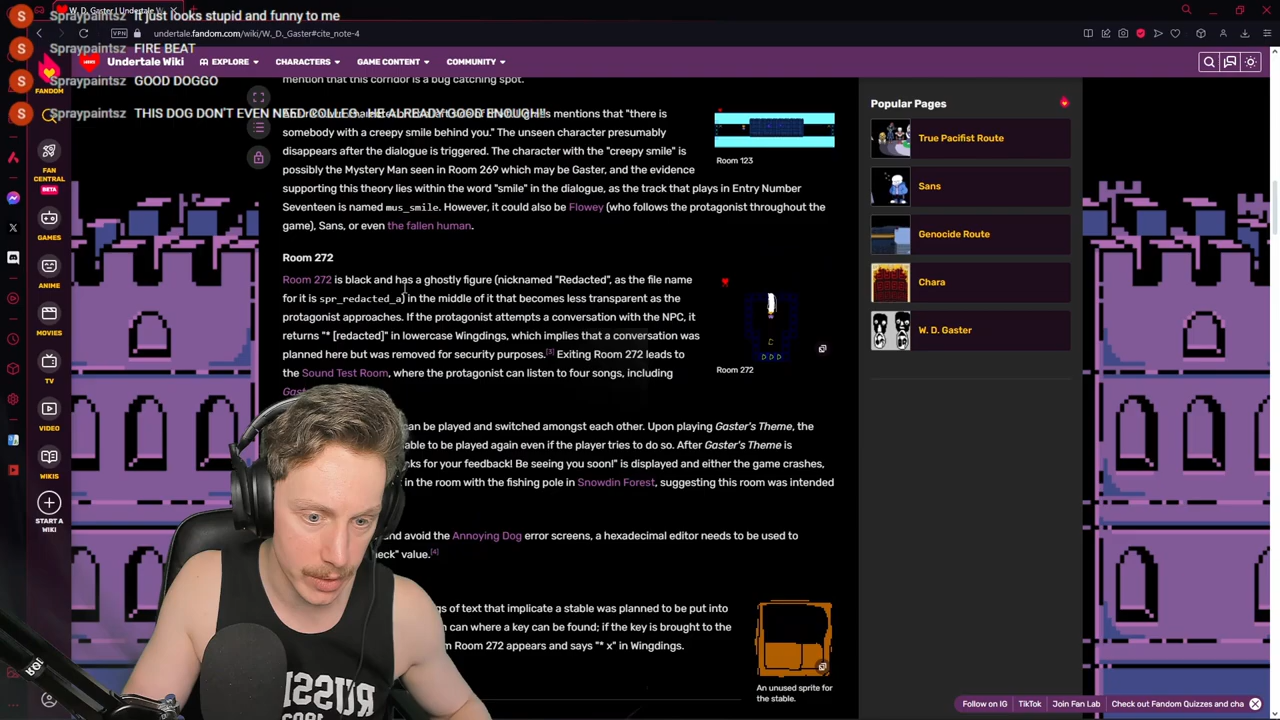 Spraypaintsz It just looks stupid and funny to me
Spraypaintsz FIRE BEAT
Spraypaintsz GOOD DOGGO
Spraypaintsz THIS DOG DON'T EVEN NEED COLLEG.. HE ALREADY GOOD ENOUGH!!
W. D. Gaster | Undertale
VPN
undertale.fandom.com/wiki/W._D._Gaster#cite_note-4
Undertale Wiki
EXPLORE
CHARACTERS
GAME CONTENT
COMMUNITY
FANDOM
FAN CENTRAL
BETA
GAMES
ANIME
MOVIES
TV
VIDEO
WIKIS
START A WIKI
mention that this corridor is a bug catching spot.
mentions that "there is
somebody with a creepy smile behind you." The unseen character presumably
disappears after the dialogue is triggered. The character with the "creepy smile" is
possibly the Mystery Man seen in Room 269 which may be Gaster, and the evidence
supporting this theory lies within the word "smile" in the dialogue, as the track that plays in Entry Number
Seventeen is named mus_smile. However, it could also be Flowey (who follows the protagonist throughout the
game), Sans, or even the fallen human.
Room 123
Room 272
Room 272 is black and has a ghostly figure (nicknamed "Redacted", as the file name
for it is spr_redacted_a) in the middle of it that becomes less transparent as the
protagonist approaches. If the protagonist attempts a conversation with the NPC, it
returns "* [redacted]" in lowercase Wingdings, which implies that a conversation was
planned here but was removed for security purposes.[3] Exiting Room 272 leads to
the Sound Test Room, where the protagonist can listen to four songs, including
Room 272
can be played and switched amongst each other. Upon playing Gaster's Theme, the
able to be played again even if the player tries to do so. After Gaster's Theme is
ks for your feedback! Be seeing you soon!" is displayed and either the game crashes,
t in the room with the fishing pole in Snowdin Forest, suggesting this room was intended
and avoid the Annoying Dog error screens, a hexadecimal editor needs to be used to
eck" value.[4]
gs of text that implicate a stable was planned to be put into
n can where a key can be found; if the key is brought to the
m Room 272 appears and says "* x" in Wingdings.
An unused sprite for
the stable.
Popular Pages
True Pacifist Route
Sans
Genocide Route
Chara
W. D. Gaster
Follow on IG
TikTok
Join Fan Lab
Check out Fandom Quizzes and cha